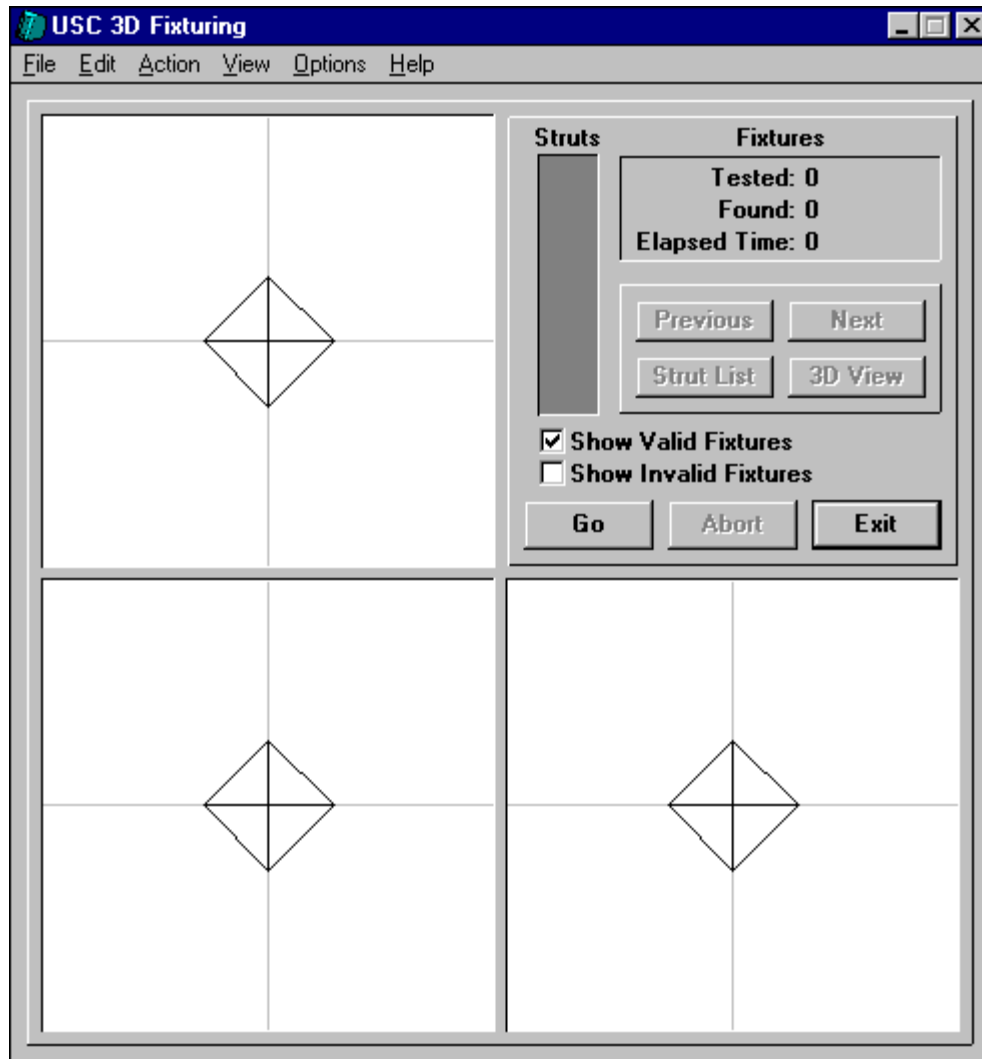 USC 3D Fixturing
File Edit Action View Options Help
Struts Fixtures
Tested: 0
Found: 0
Elapsed Time: 0
Previous Next
Strut List 3D View
Show Valid Fixtures
Show Invalid Fixtures
Go Abort Exit